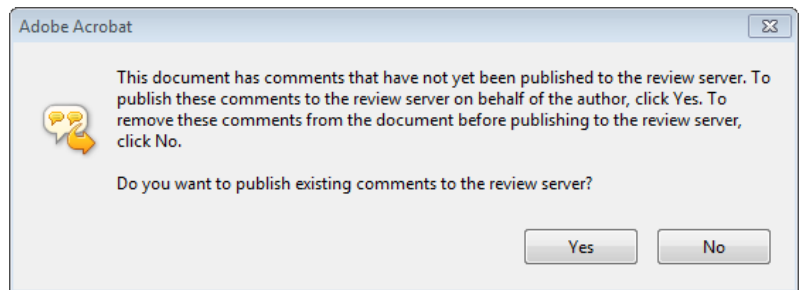 Adobe Acrobat
This document has comments that have not yet been published to the review server. To
publish these comments to the review server on behalf of the author, click Yes. To
remove these comments from the document before publishing to the review server,
click No.
Do you want to publish existing comments to the review server?
Yes
No